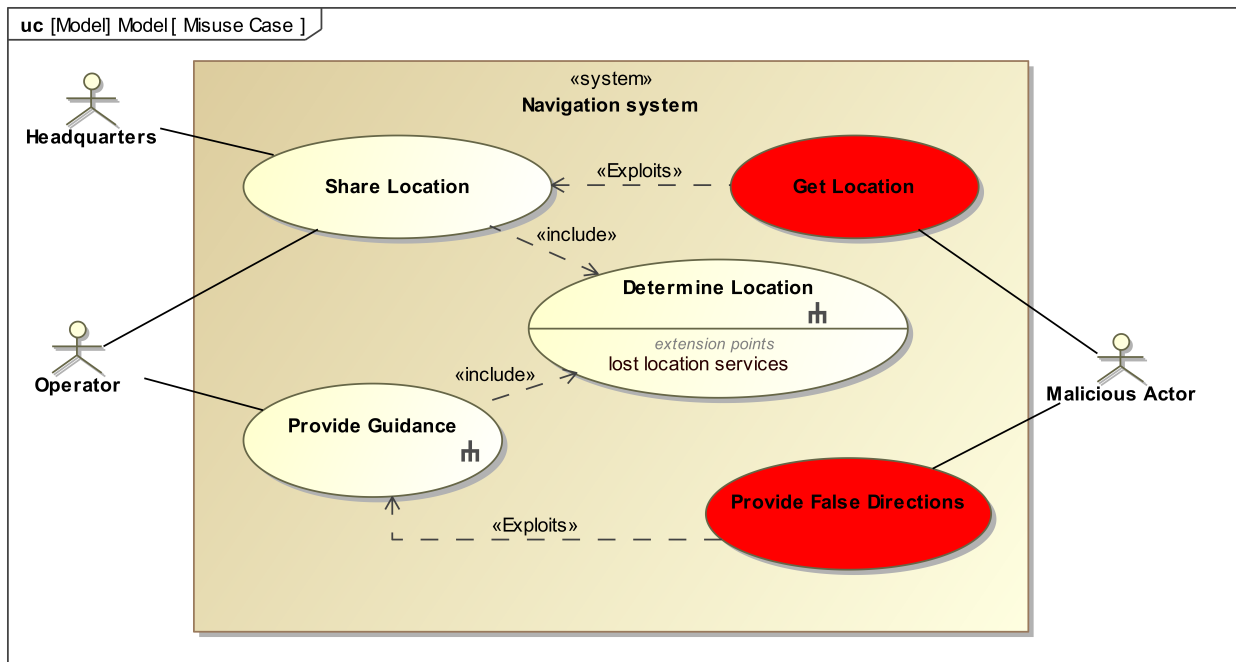 uc [Model] Model [ Misuse Case ]
«system»
Navigation system
Headquarters
Share Location
«Exploits»
Get Location
«include»
Determine Location
extension points
lost location services
Operator
«include»
Malicious Actor
Provide Guidance
Provide False Directions
«Exploits»